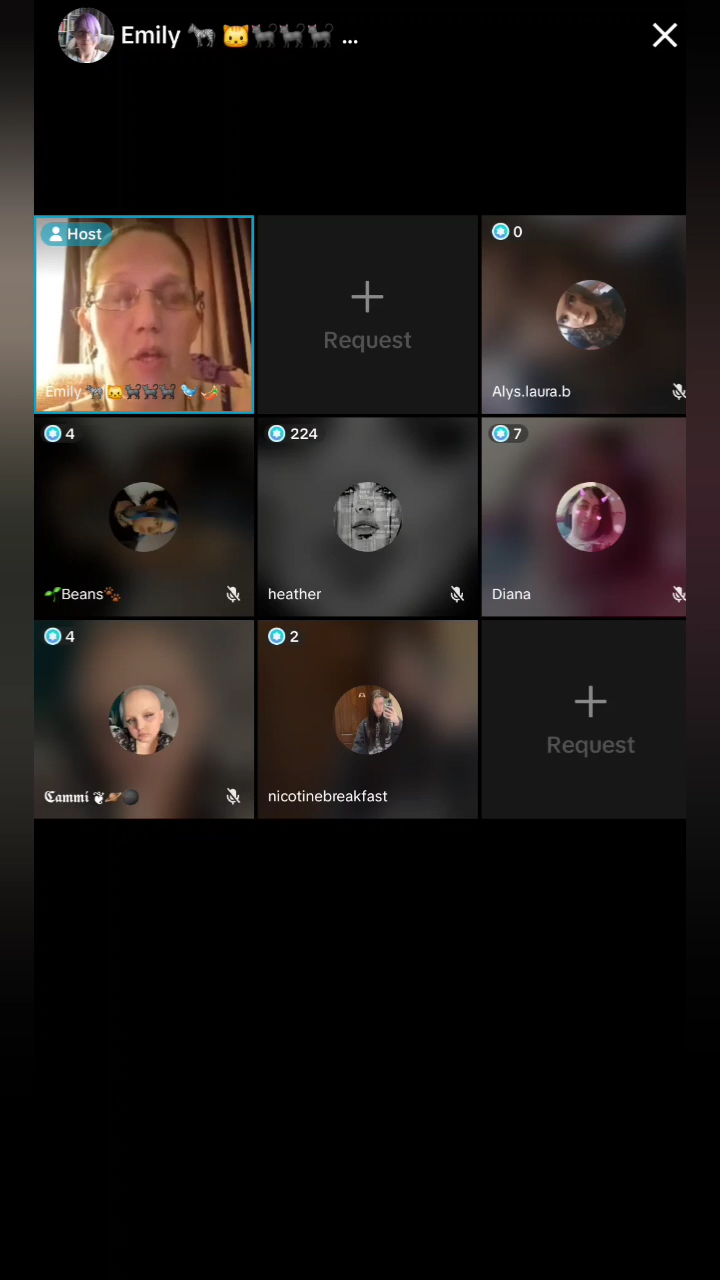 Emily 🦓 🐱🐈‍⬛🐈‍⬛🐈‍⬛ ...
Host
Request
0
Emily 🦓🐱🐈‍⬛🐈‍⬛🐈‍⬛
Alys.laura.b
4
224
7
🌱Beans🐾
heather
Diana
4
2
Request
𝕮𝖆𝖒𝖒𝖎 ❦🪐🌑
nicotinebreakfast